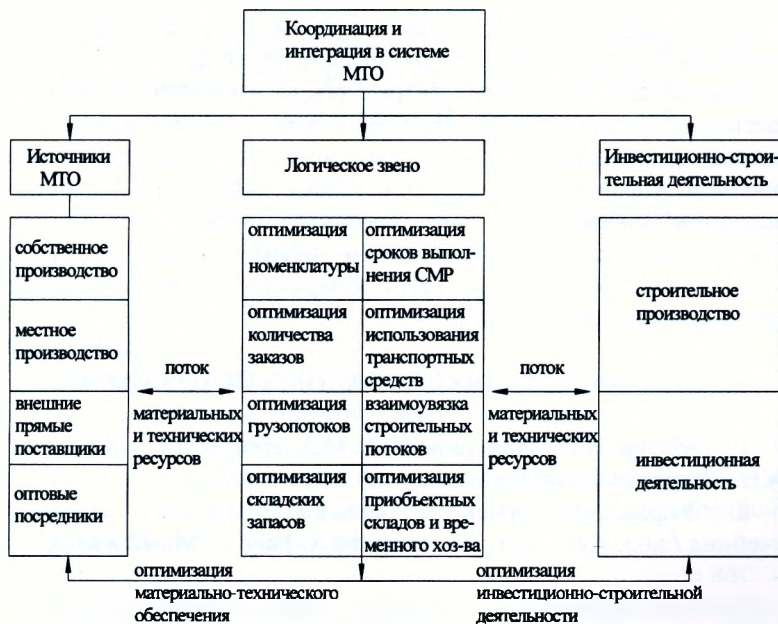 Координация и
интеграция в системе
МТО
Источники
МТО
Логическое звено
Инвестиционно-строи-
тельная деятельность
собственное
производство
местное
производство
внешние
прямые
поставщики
оптовые
посредники
поток
материальных
и технических
ресурсов
оптимизация
номенклатуры
оптимизация
сроков выпол-
нения СМР
оптимизация
количества
заказов
оптимизация
использования
транспортных
средств
оптимизация
грузопотоков
взаимоувязка
строительных
потоков
оптимизация
складских
запасов
оптимизация
приобъектных
складов и вре-
менного хоз-ва
поток
материальных
и технических
ресурсов
строительное
производство
инвестиционная
деятельность
оптимизация
материально-технического
обеспечения
оптимизация
инвестиционно-строительной
деятельности